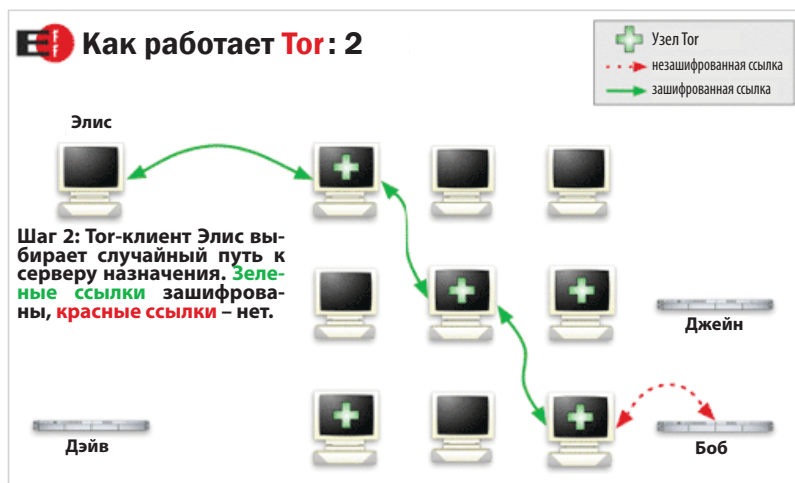 EFF Как работает Tor: 2
Узел Tor
незашифрованная ссылка
зашифрованная ссылка
Элис
Шаг 2: Tor-клиент Элис вы-
бирает случайный путь к
серверу назначения. Зеле-
ные ссылки зашифрова-
ны, красные ссылки – нет.
Джейн
Дэйв
Боб